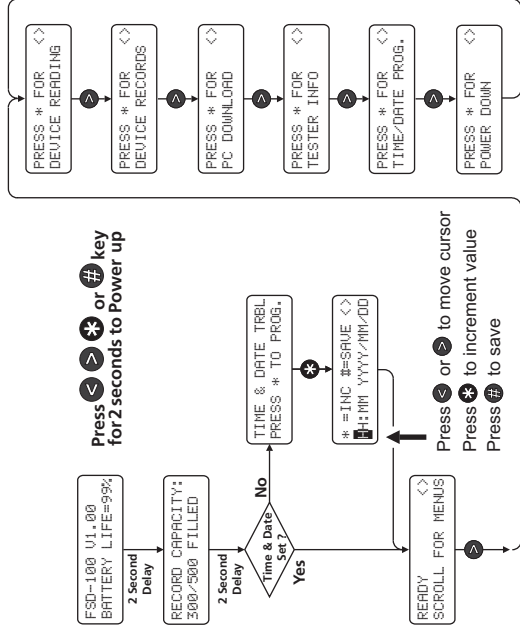 Press < > * or # key
for 2 seconds to Power up
FSD-100 V1.00
BATTERY LIFE=99%
2 Second
Delay
RECORD CAPACITY:
300/500 FILLED
2 Second
Delay
Time & Date
Set ?
No
Yes
TIME & DATE TRBL
PRESS * TO PROG.
*
* =INC #=SAVE <>
HH:MM YYYY/MM/DD
Press < or > to move cursor
Press * to increment value
Press # to save
READY <>
SCROLL FOR MENUS
>
PRESS * FOR <>
DEVICE READING
>
PRESS * FOR <>
DEVICE RECORDS
>
PRESS * FOR <>
PC DOWNLOAD
>
PRESS * FOR <>
TESTER INFO
>
PRESS * FOR <>
TIME/DATE PROG.
>
PRESS * FOR <>
POWER DOWN